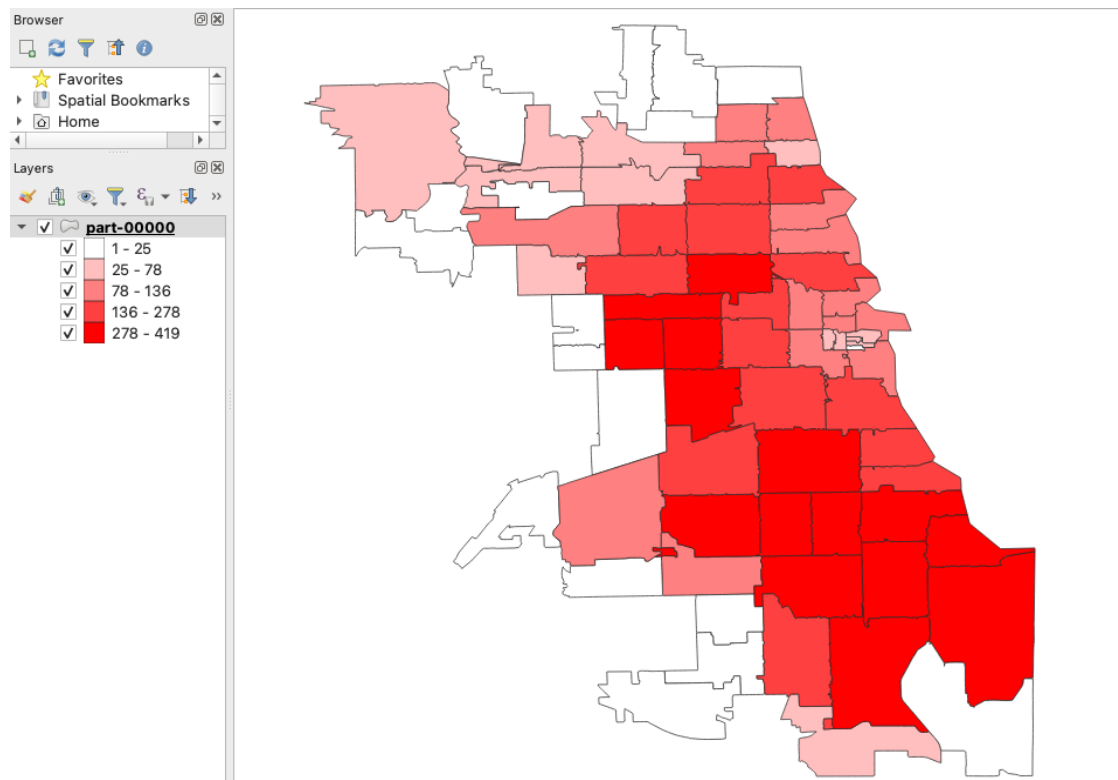 Browser
Favorites
Spatial Bookmarks
Home
Layers
part-00000
1 - 25
25 - 78
78 - 136
136 - 278
278 - 419